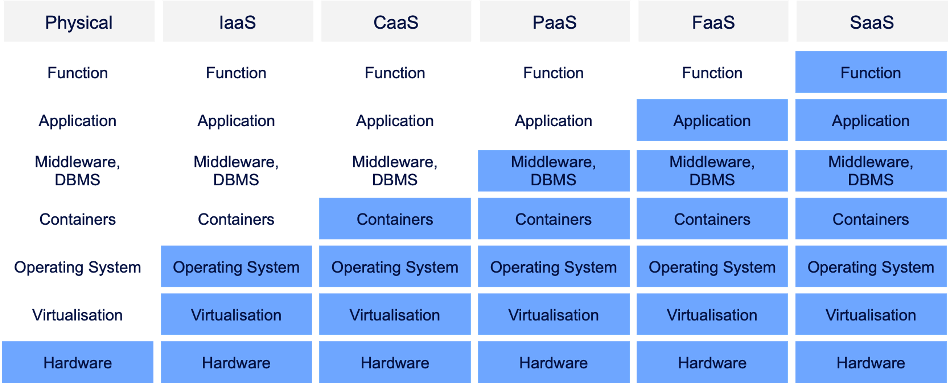 Physical IaaS CaaS PaaS FaaS SaaS
Function Function Function Function Function Function
Application Application Application Application Application Application
Middleware, Middleware, Middleware, Middleware, Middleware, Middleware,
DBMS DBMS DBMS DBMS DBMS DBMS
Containers Containers Containers Containers Containers Containers
Operating System Operating System Operating System Operating System Operating System Operating System
Virtualisation Virtualisation Virtualisation Virtualisation Virtualisation Virtualisation
Hardware Hardware Hardware Hardware Hardware Hardware